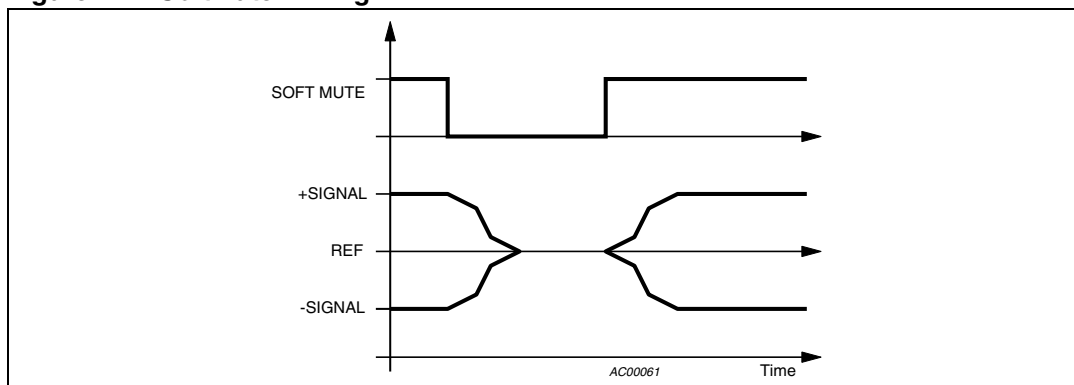 SOFT MUTE
+SIGNAL
REF
-SIGNAL
AC00061
Time